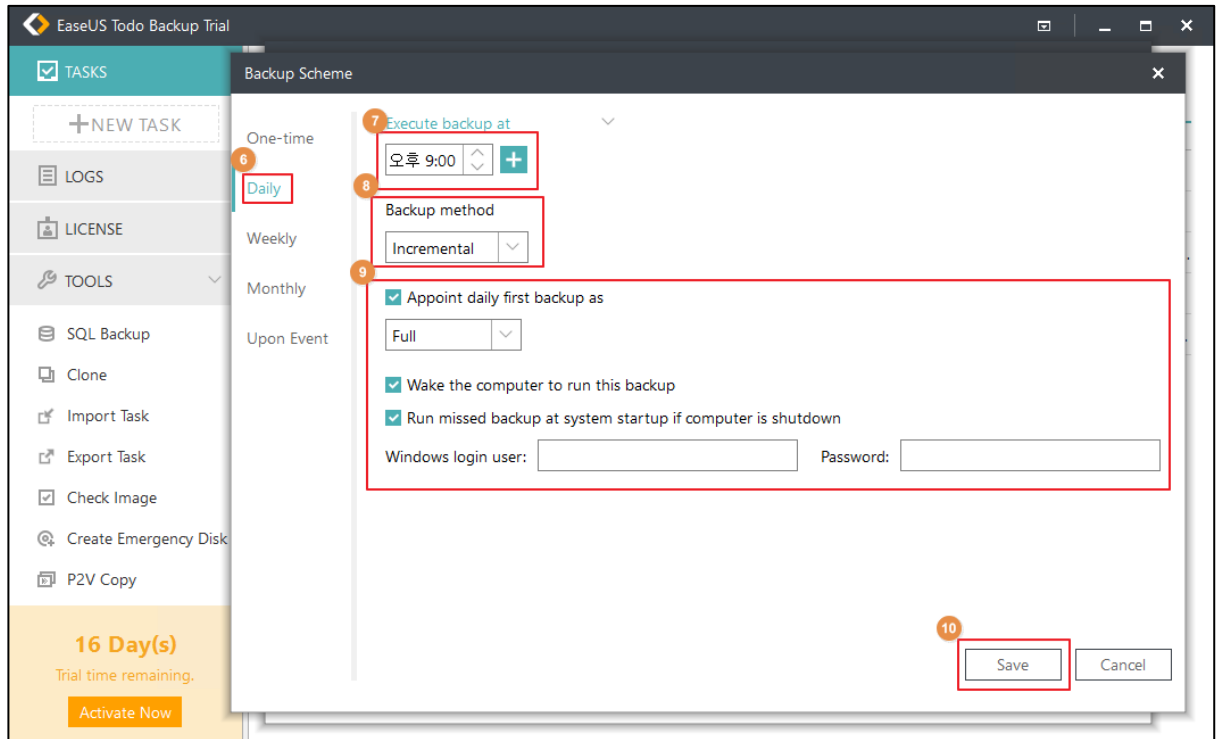 EaseUS Todo Backup Trial
TASKS
NEW TASK
LOGS
LICENSE
TOOLS
SQL Backup
Clone
Import Task
Export Task
Check Image
Create Emergency Disk
P2V Copy
16 Day(s)
Trial time remaining.
Activate Now
Backup Scheme
One-time
6
Daily
Weekly
Monthly
Upon Event
7
Execute backup at
오후 9:00
8
Backup method
Incremental
9
Appoint daily first backup as
Full
Wake the computer to run this backup
Run missed backup at system startup if computer is shutdown
Windows login user: Password:
10
Save Cancel